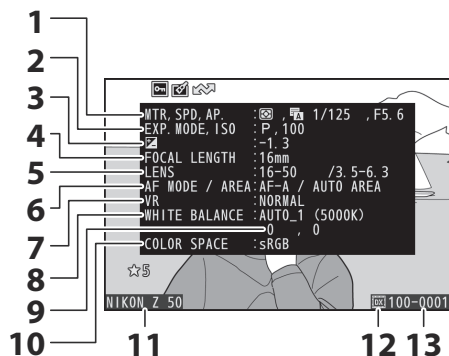 1
2
3
4
5
6
7
8
9
10
MTR, SPD, AP. : , 1/125 , F5.6
EXP. MODE, ISO : P, 100
: -1.3
FOCAL LENGTH : 16mm
LENS : 16-50 /3.5-6.3
AF MODE / AREA : AF-A / AUTO AREA
VR : NORMAL
WHITE BALANCE : AUTO_1 (5000K)
0 , 0
COLOR SPACE : sRGB
☆5
NIKON Z 50
DX 100-0001
11
12 13